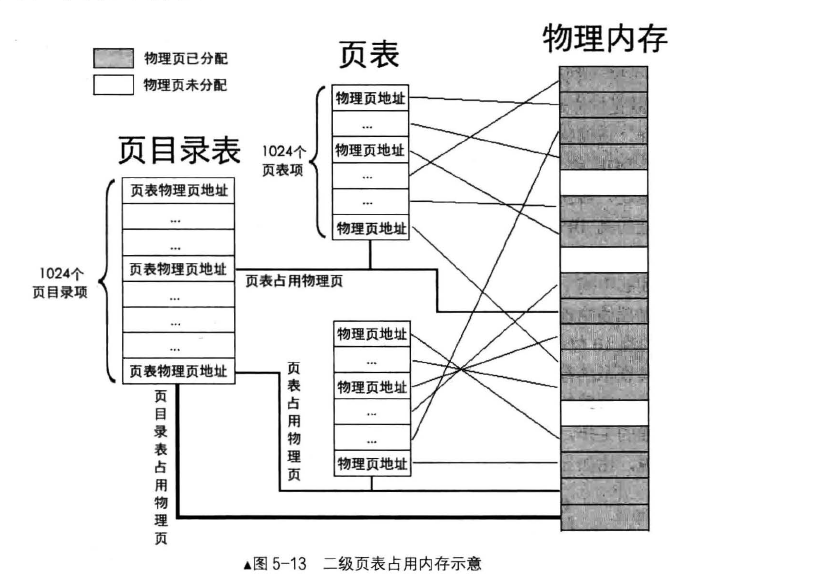 物理页已分配
物理页未分配
页表
物理内存
页目录表
1024个
页表项
物理页地址
...
物理页地址
...
...
物理页地址
1024个
页目录项
页表物理页地址
...
...
页表物理页地址
...
...
...
页表物理页地址
页表占用物理页
物理页地址
...
物理页地址
...
...
物理页地址
页表占用物理页
页目录表占用物理页
▲图 5-13 二级页表占用内存示意